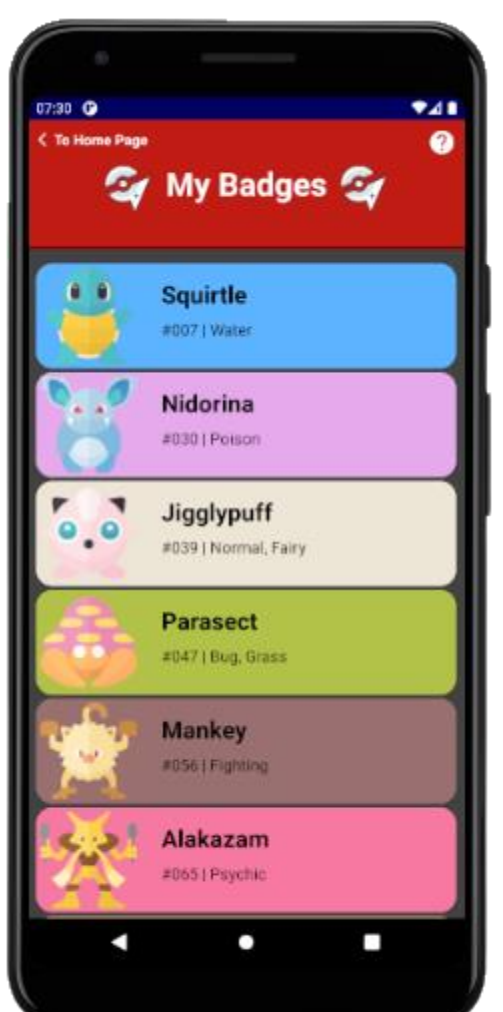 07:30
To Home Page
?
My Badges
Squirtle
#007 | Water
Nidorina
#030 | Poison
Jigglypuff
#039 | Normal, Fairy
Parasect
#047 | Bug, Grass
Mankey
#056 | Fighting
Alakazam
#065 | Psychic